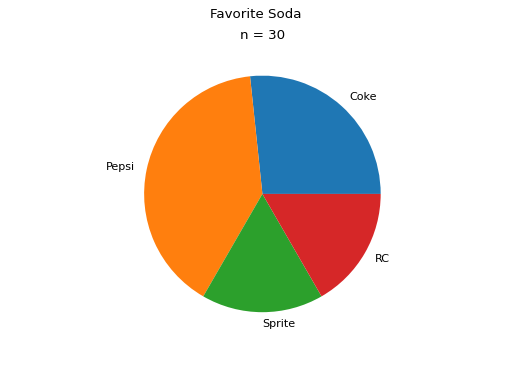 Favorite Soda
n = 30
Coke
Pepsi
RC
Sprite